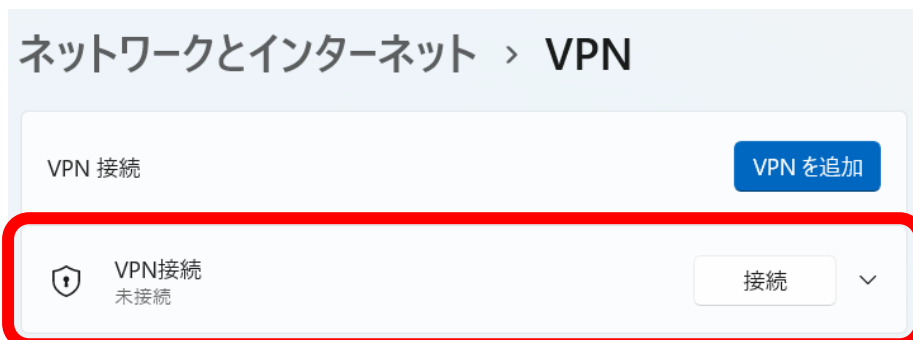 ネットワークとインターネット › VPN
VPN 接続
VPN を追加
VPN接続
未接続
接続